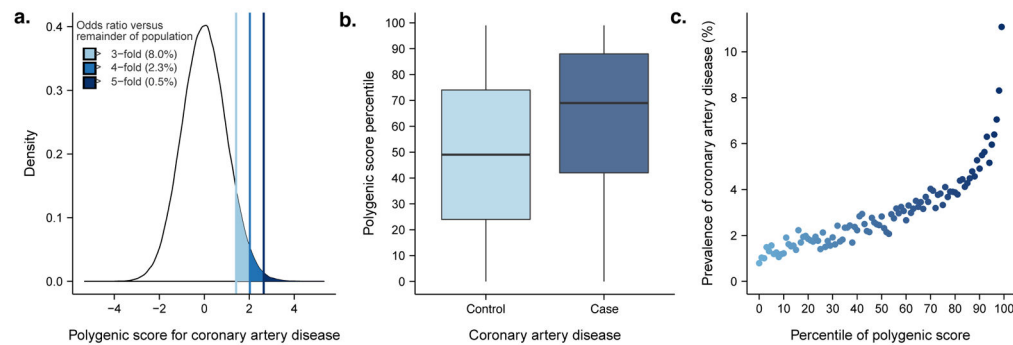 a.
Odds ratio versus
remainder of population
> 3-fold (8.0%)
> 4-fold (2.3%)
> 5-fold (0.5%)
0.4
0.3
0.2
0.1
0.0
Density
−4 −2 0 2 4
Polygenic score for coronary artery disease
b.
100
90
80
70
60
50
40
30
20
10
0
Polygenic score percentile
Control Case
Coronary artery disease
c.
10
8
6
4
2
0
Prevalence of coronary artery disease (%)
0 10 20 30 40 50 60 70 80 90 100
Percentile of polygenic score